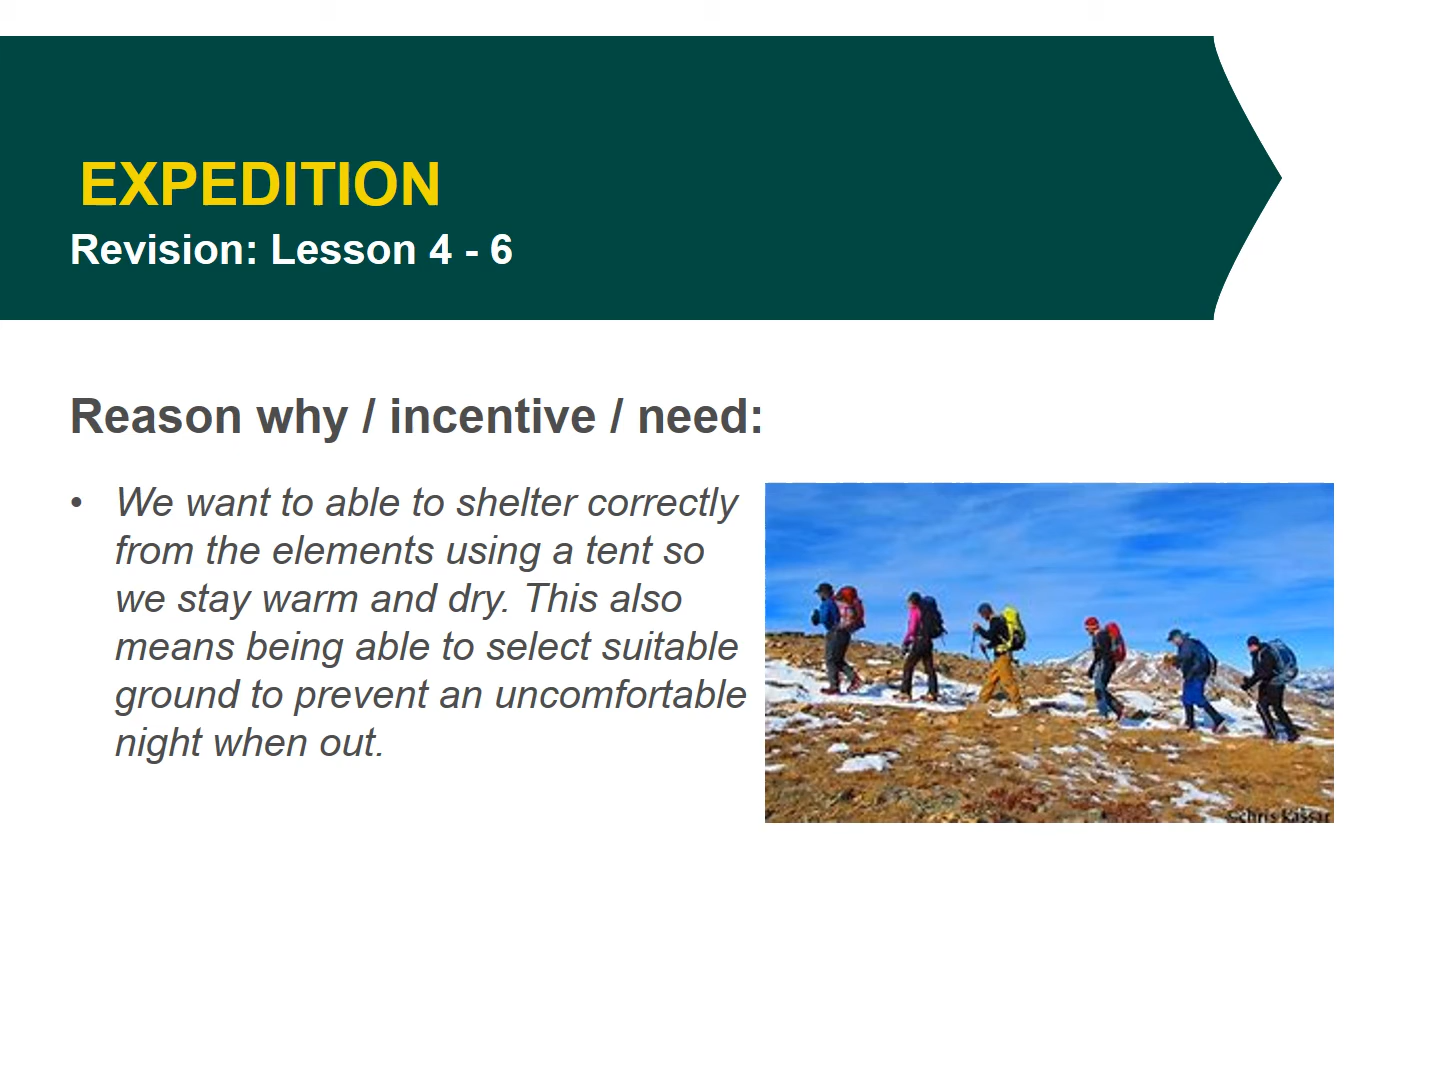 EXPEDITION
Revision: Lesson 4 - 6
Reason why / incentive / need:
• We want to able to shelter correctly
from the elements using a tent so
we stay warm and dry. This also
means being able to select suitable
ground to prevent an uncomfortable
night when out.
©chris kassar